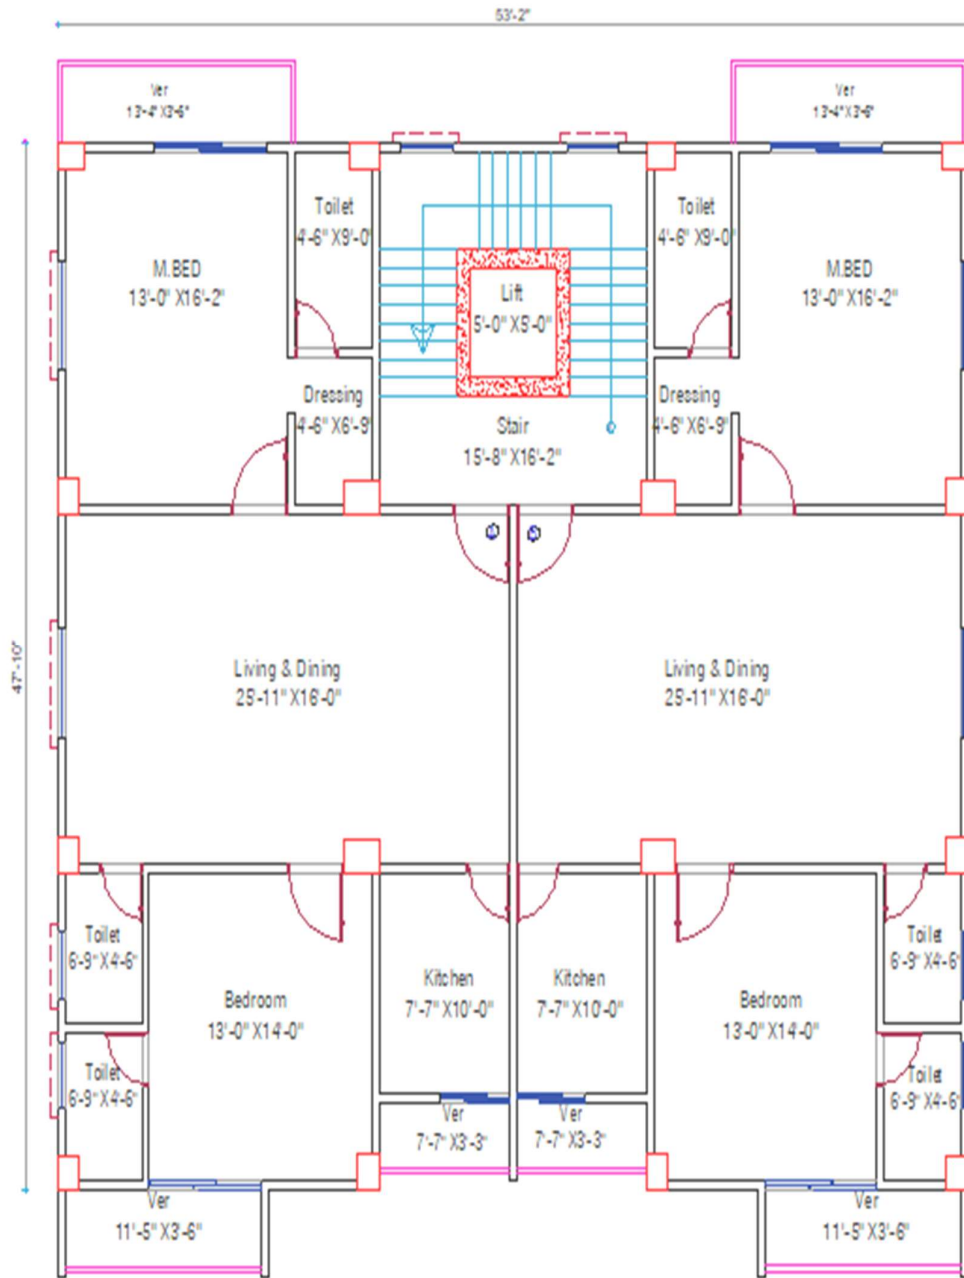 53'-2"
Ver
13'-4" X3'-6"
Ver
13'-4" X3'-6"
Toilet
4'-6" X9'-0"
Toilet
4'-6" X9'-0"
M.BED
13'-0" X16'-2"
Lift
5'-0" X5'-0"
M.BED
13'-0" X16'-2"
Dressing
4'-6" X6'-9"
Stair
15'-8" X16'-2"
Dressing
4'-6" X6'-9"
47'-10"
Living & Dining
25'-11" X16'-0"
Living & Dining
25'-11" X16'-0"
Toilet
6'-9" X4'-6"
Bedroom
13'-0" X14'-0"
Kitchen
7'-7" X10'-0"
Kitchen
7'-7" X10'-0"
Bedroom
13'-0" X14'-0"
Toilet
6'-9" X4'-6"
Toilet
6'-9" X4'-6"
Toilet
6'-9" X4'-6"
Ver
7'-7" X3'-3"
Ver
7'-7" X3'-3"
Ver
11'-5" X3'-6"
Ver
11'-5" X3'-6"